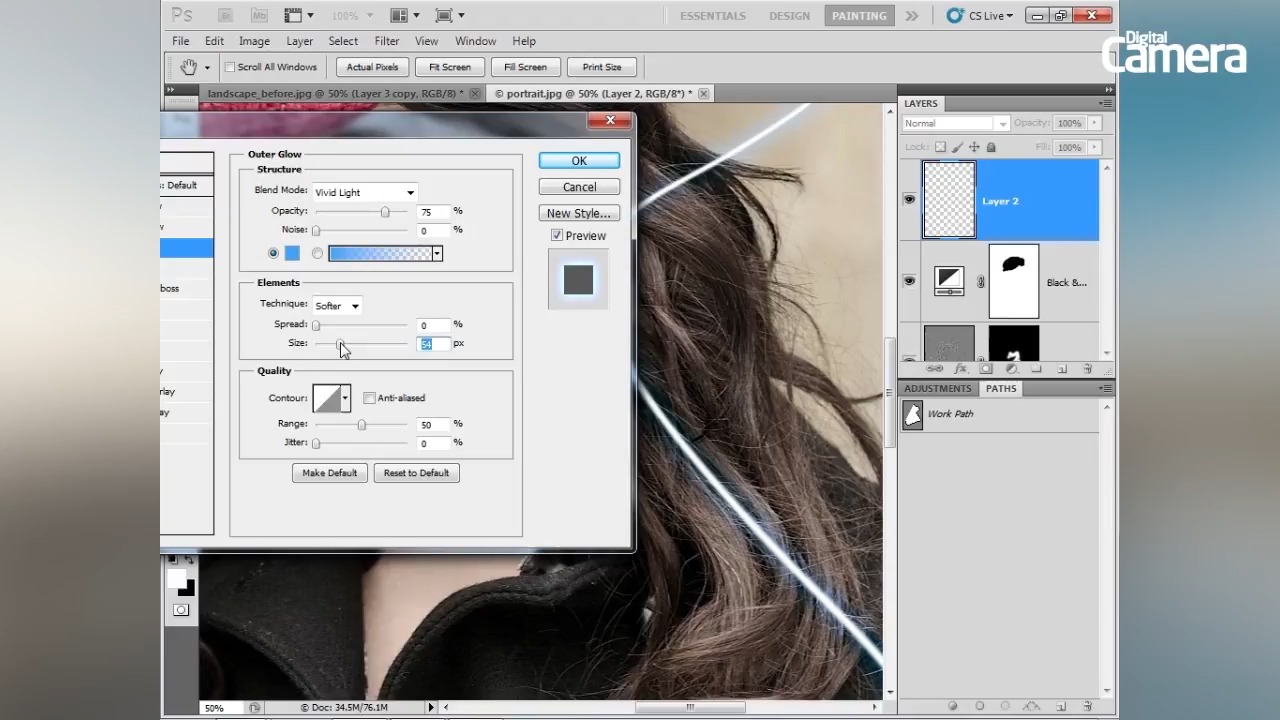 Ps Br Mb 100% ESSENTIALS DESIGN PAINTING CS Live
Digital
Camera
File Edit Image Layer Select Filter View Window Help
Scroll All Windows Actual Pixels Fit Screen Fill Screen Print Size
landscape_before.jpg @ 50% (Layer 3 copy, RGB/8) * © portrait.jpg @ 50% (Layer 2, RGB/8*) *
LAYERS
Normal Opacity: 100%
Lock: Fill: 100%
Outer Glow
Structure
s: Default
Blend Mode: Vivid Light
Opacity: 75 %
Noise: 0 %
OK
Cancel
New Style...
Preview
Layer 2
Elements
Technique: Softer
Spread: 0 %
Size: 54 px
boss
Black &...
Quality
Contour: Anti-aliased
Range: 50 %
Jitter: 0 %
rlay
ay
Make Default Reset to Default
ADJUSTMENTS PATHS
Work Path
50% © Doc: 34.5M/76.1M